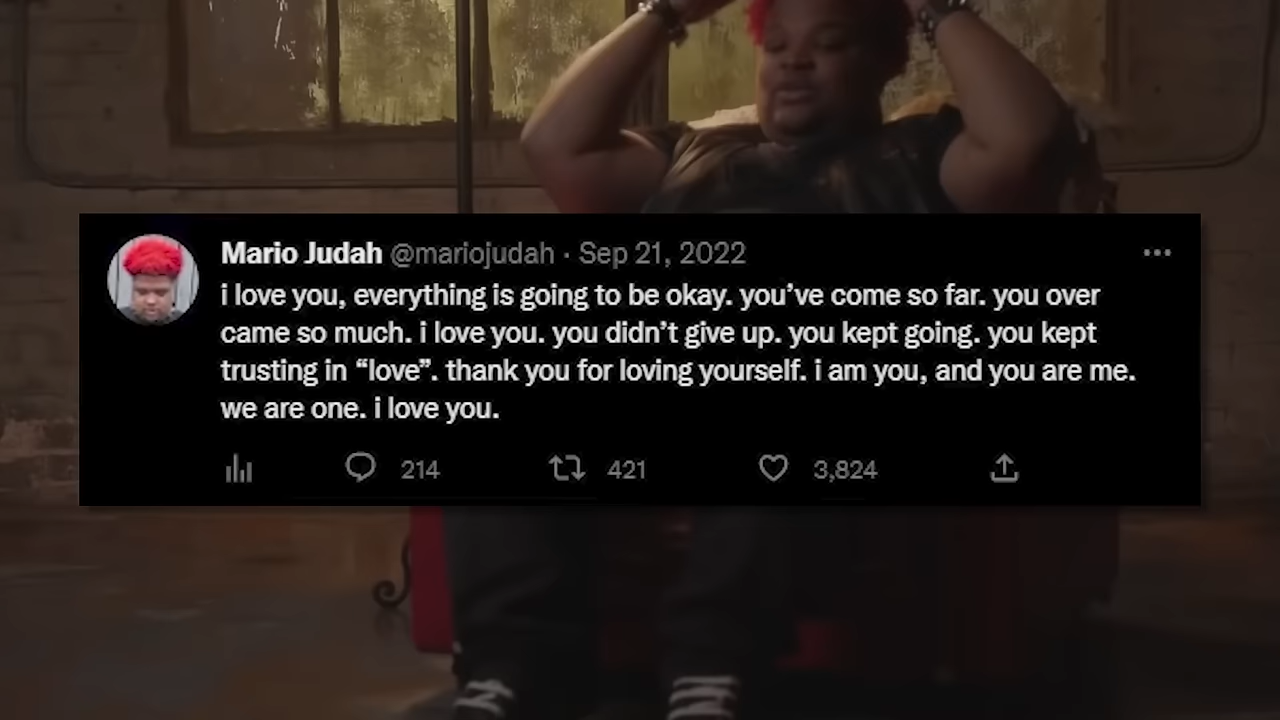 Mario Judah @mariojudah · Sep 21, 2022
i love you, everything is going to be okay. you’ve come so far. you over
came so much. i love you. you didn’t give up. you kept going. you kept
trusting in “love”. thank you for loving yourself. i am you, and you are me.
we are one. i love you.
214 421 3,824